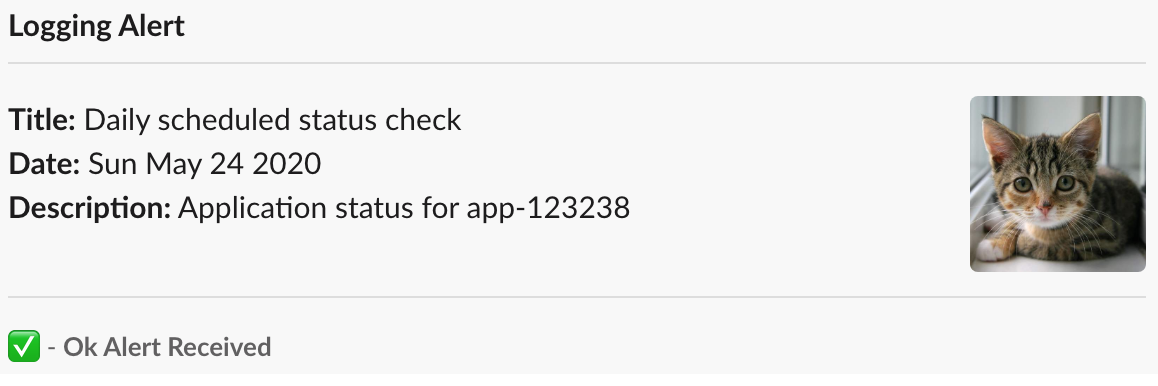 Logging Alert
Title: Daily scheduled status check
Date: Sun May 24 2020
Description: Application status for app-123238
✅ - Ok Alert Received